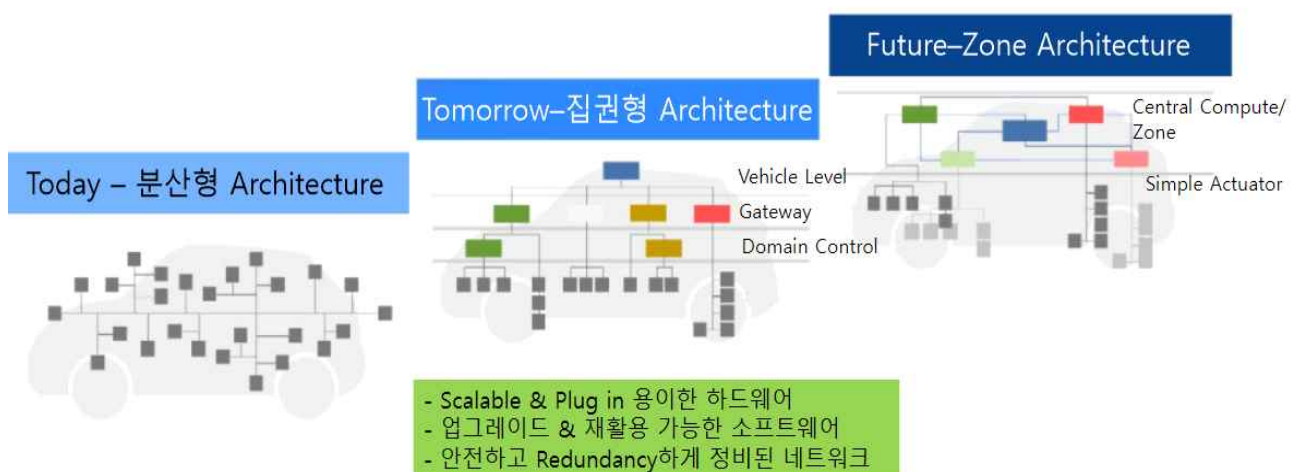 Future–Zone Architecture
Tomorrow–집권형 Architecture
Central Compute/
Zone
Today – 분산형 Architecture
Vehicle Level
Simple Actuator
Gateway
Domain Control
- Scalable & Plug in 용이한 하드웨어
- 업그레이드 & 재활용 가능한 소프트웨어
- 안전하고 Redundancy하게 정비된 네트워크